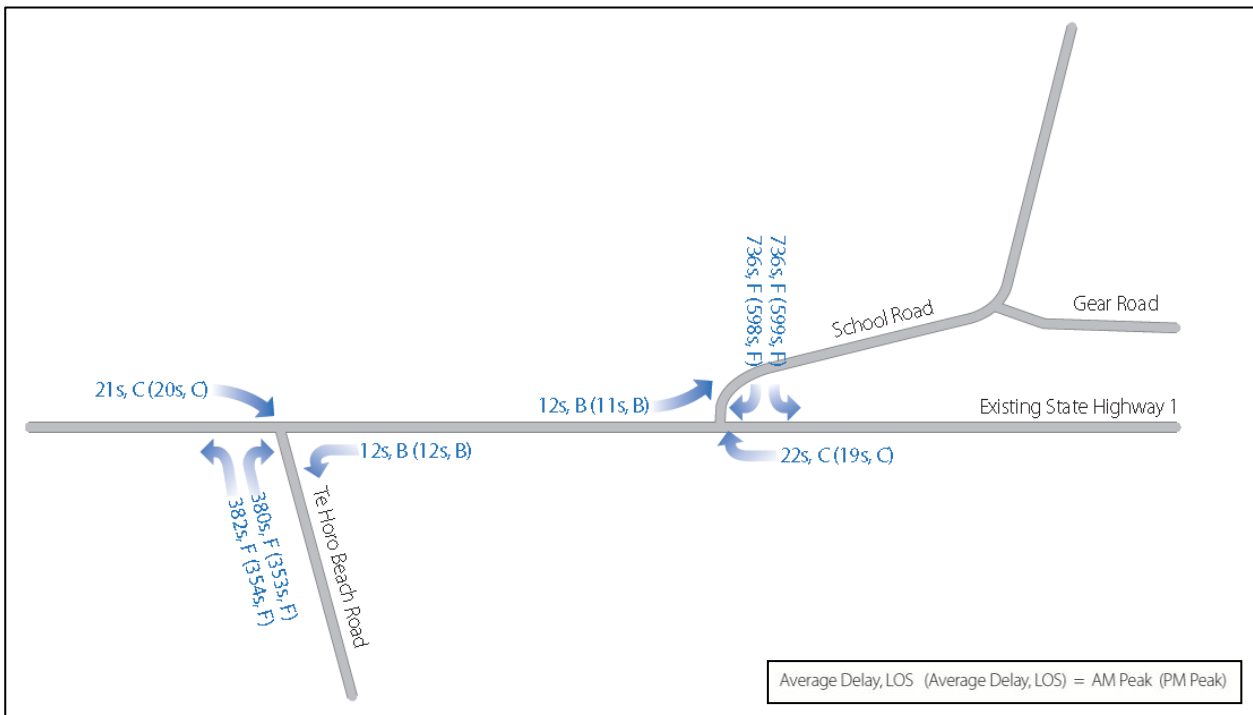 736s, F (598s, F)
736s, F (599s, F)
School Road
Gear Road
21s, C (20s, C)
12s, B (11s, B)
Existing State Highway 1
12s, B (12s, B)
22s, C (19s, C)
382s, F (354s, F)
380s, F (353s, F)
Te Horo Beach Road
Average Delay, LOS (Average Delay, LOS) = AM Peak (PM Peak)